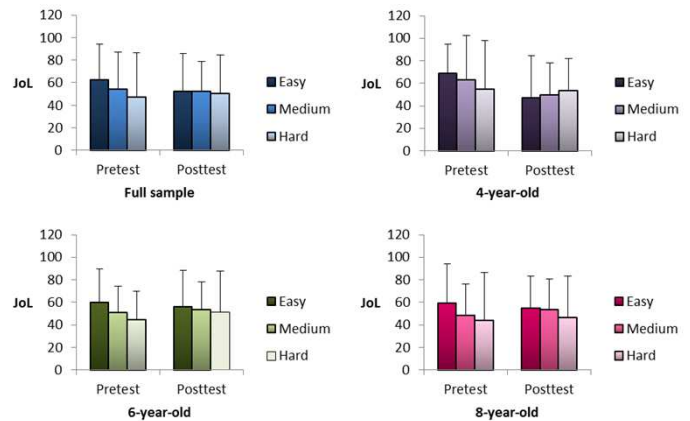 120
100
80
60
40
20
0
JoL
Easy
Medium
Hard
Pretest Posttest
Full sample
120
100
80
60
40
20
0
JoL
Easy
Medium
Hard
Pretest Posttest
4-year-old
120
100
80
60
40
20
0
JoL
Easy
Medium
Hard
Pretest Posttest
6-year-old
120
100
80
60
40
20
0
JoL
Easy
Medium
Hard
Pretest Posttest
8-year-old